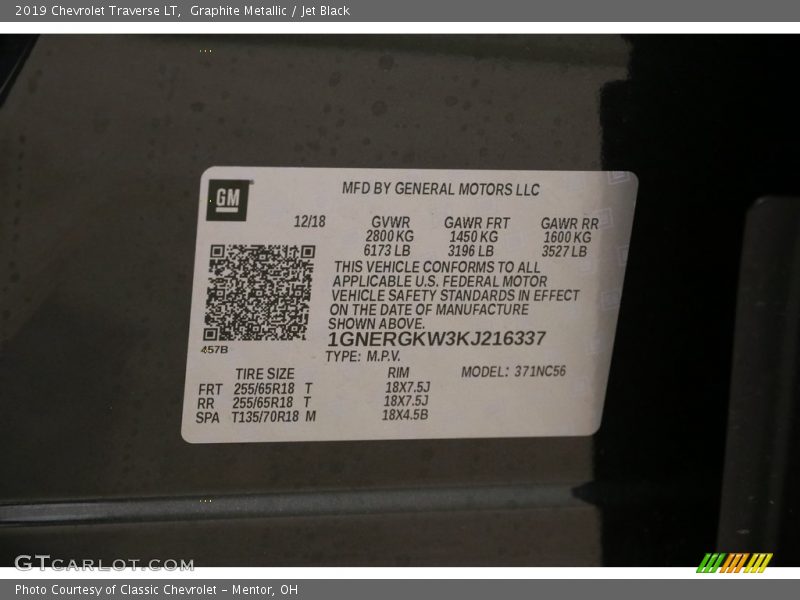 2019 Chevrolet Traverse LT, Graphite Metallic / Jet Black
GM
MFD BY GENERAL MOTORS LLC
12/18 GVWR GAWR FRT GAWR RR
2800 KG 1450 KG 1600 KG
6173 LB 3196 LB 3527 LB
THIS VEHICLE CONFORMS TO ALL
APPLICABLE U.S. FEDERAL MOTOR
VEHICLE SAFETY STANDARDS IN EFFECT
ON THE DATE OF MANUFACTURE
SHOWN ABOVE.
1GNERGKW3KJ216337
457B
TYPE: M.P.V.
TIRE SIZE RIM MODEL: 371NC56
FRT 255/65R18 T 18X7.5J
RR 255/65R18 T 18X7.5J
SPA T135/70R18 M 18X4.5B
GTCARLOT.COM
Photo Courtesy of Classic Chevrolet - Mentor, OH